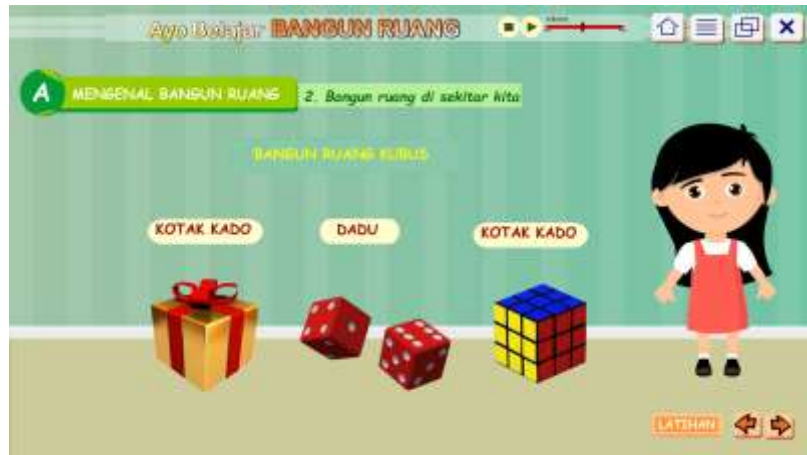 Ayo Belajar BANGUN RUANG
A MENGENAL BANGUN RUANG 2. Bangun ruang di sekitar kita
BANGUN RUANG KUBUS
KOTAK KADO DADU KOTAK KADO
LATIHAN